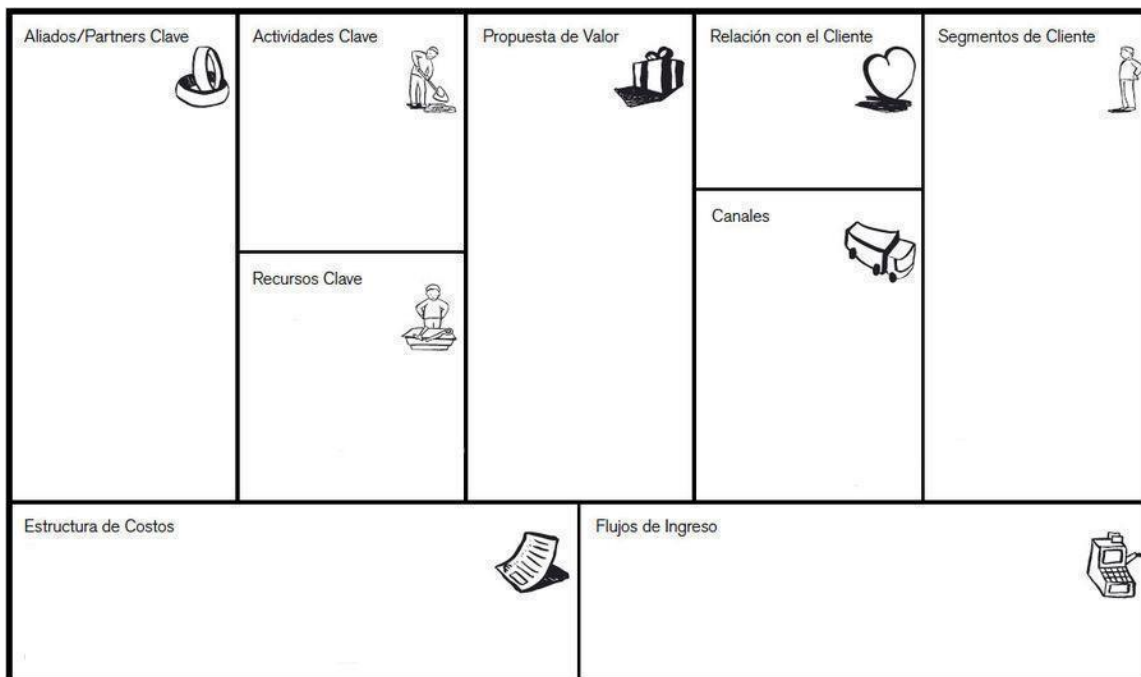 Aliados/Partners Clave
Actividades Clave
Recursos Clave
Propuesta de Valor
Relación con el Cliente
Canales
Segmentos de Cliente
Estructura de Costos
Flujos de Ingreso